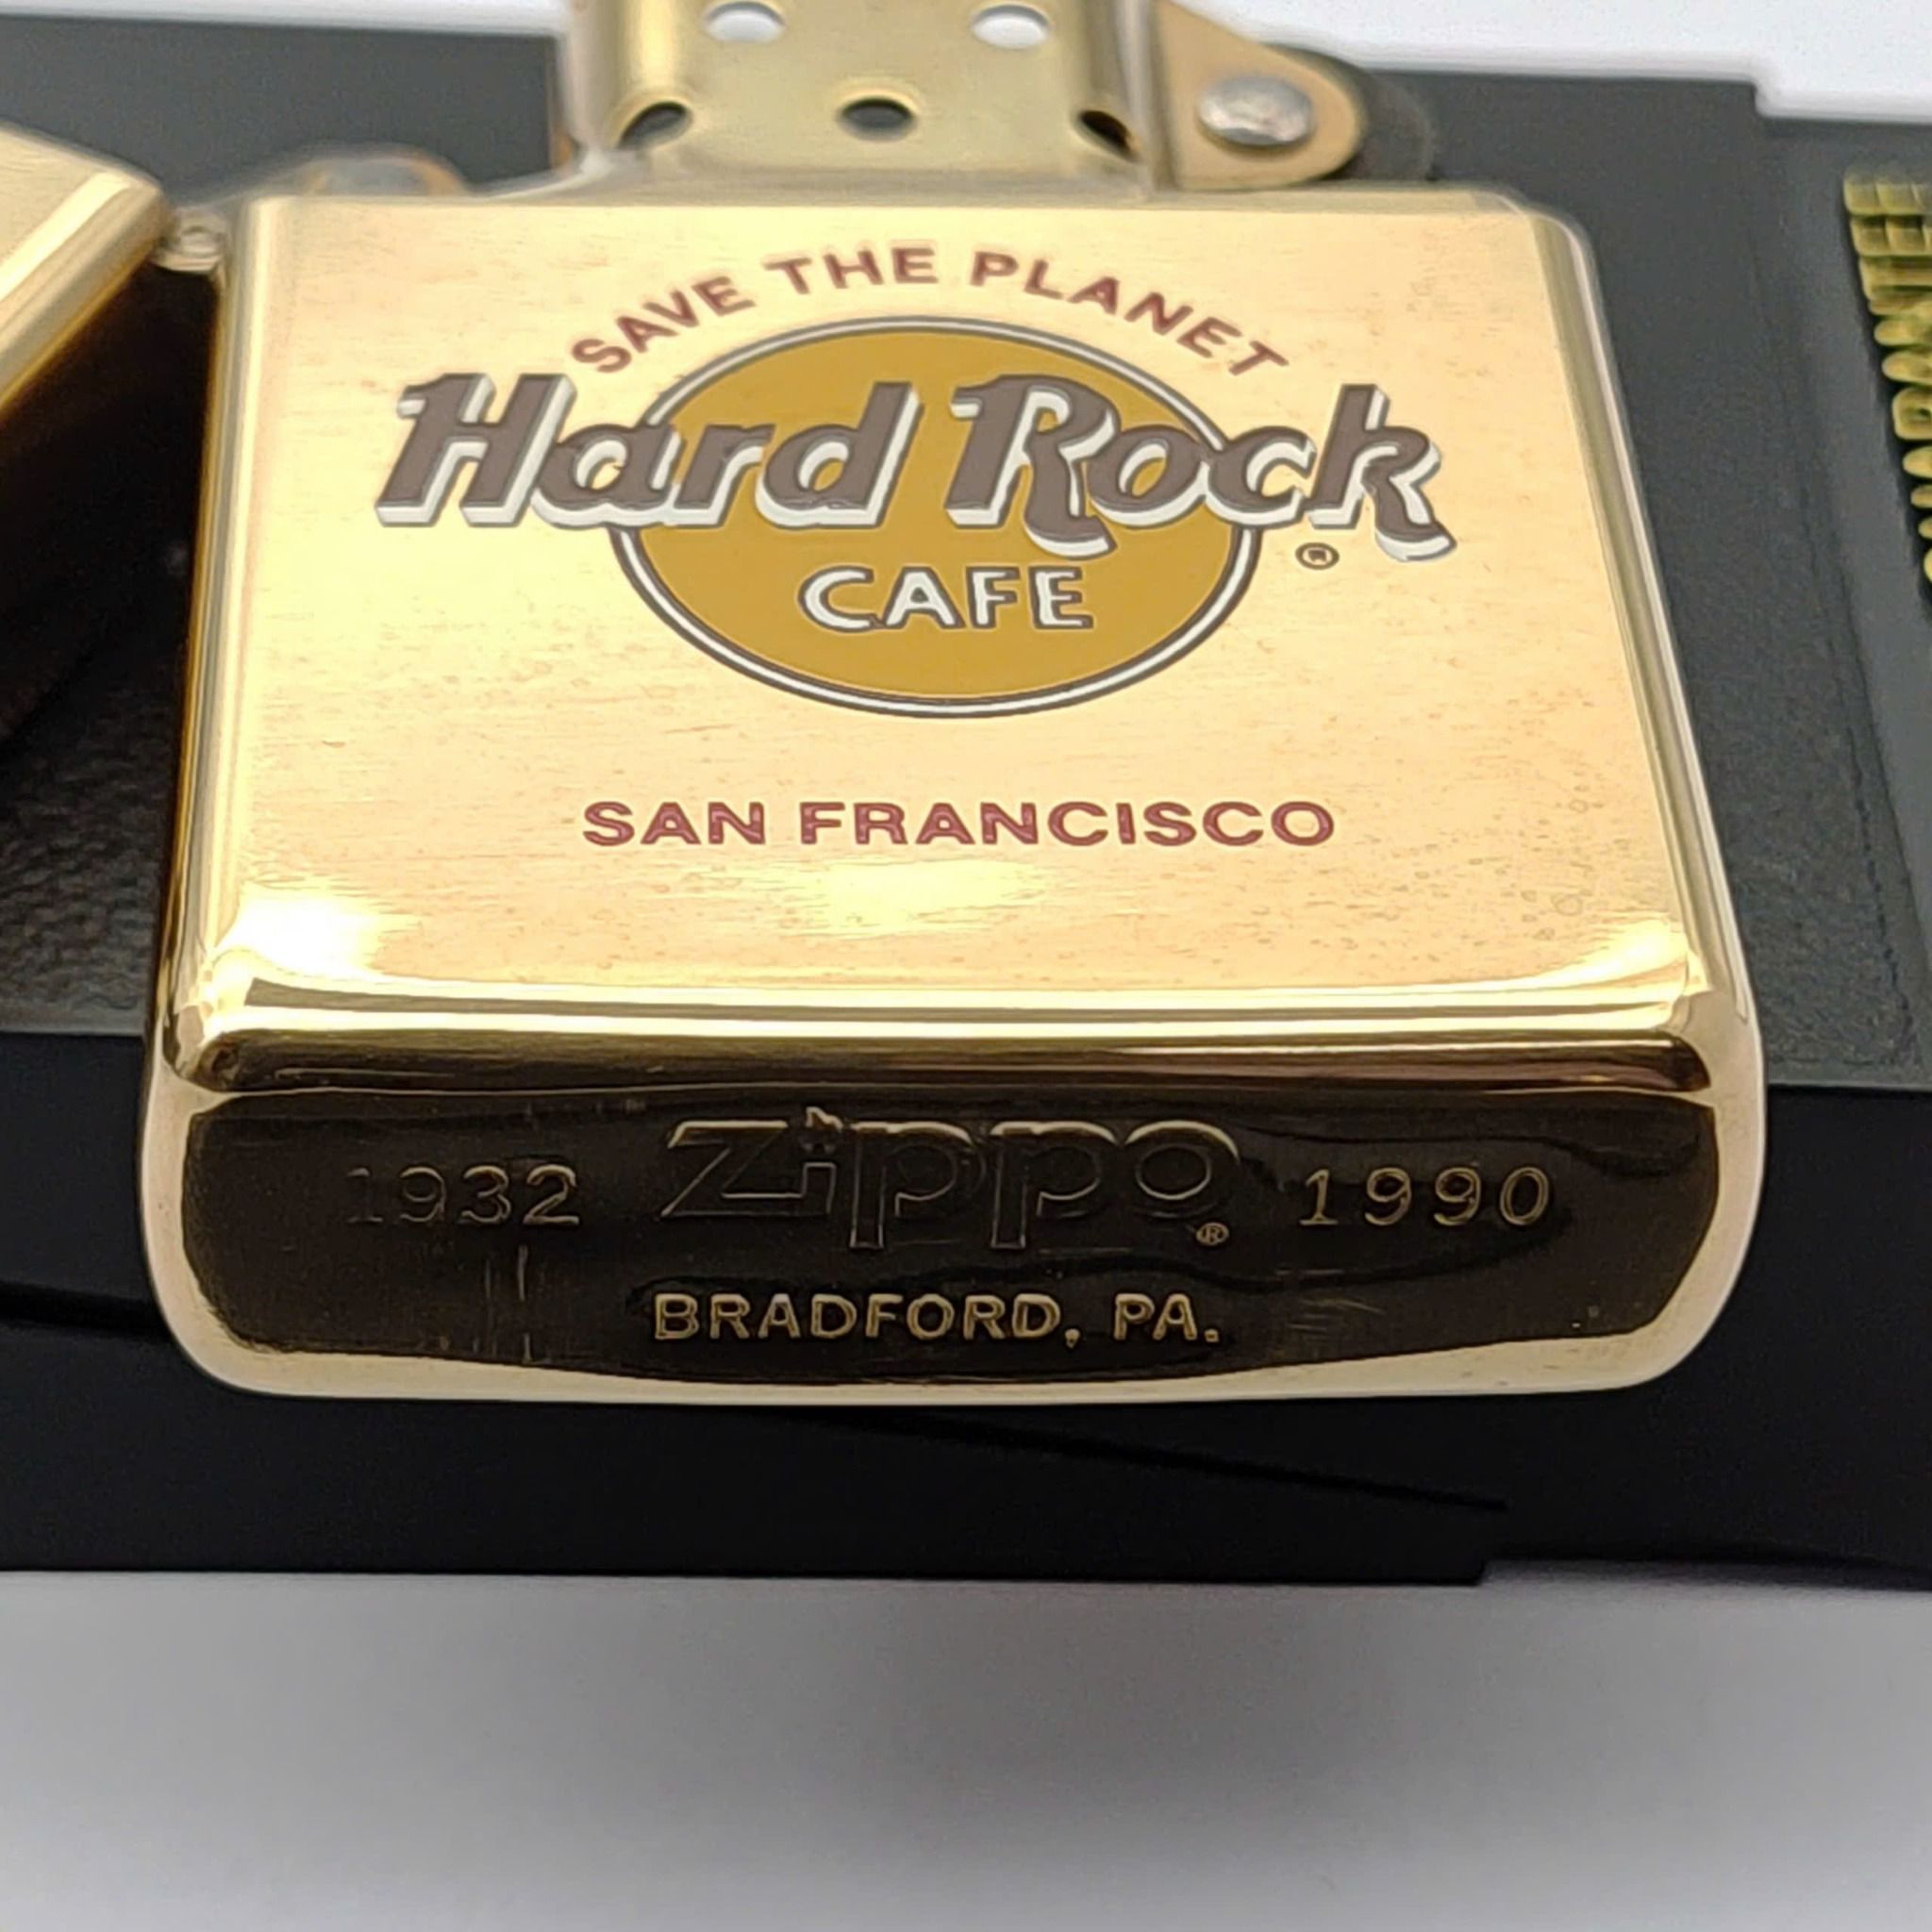 SAVE THE PLANET
Hard Rock ®
CAFE
SAN FRANCISCO
1932 Zippo ® 1990
BRADFORD, PA.